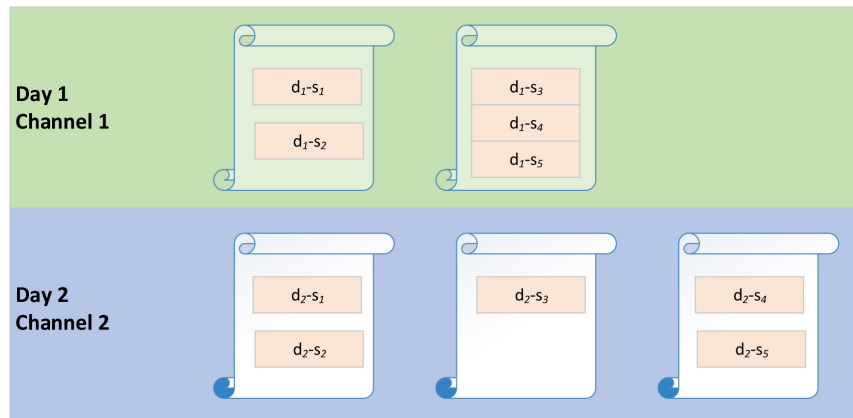 Day 1
Channel 1
d1-s1
d1-s2
d1-s3
d1-s4
d1-s5
Day 2
Channel 2
d2-s1
d2-s2
d2-s3
d2-s4
d2-s5